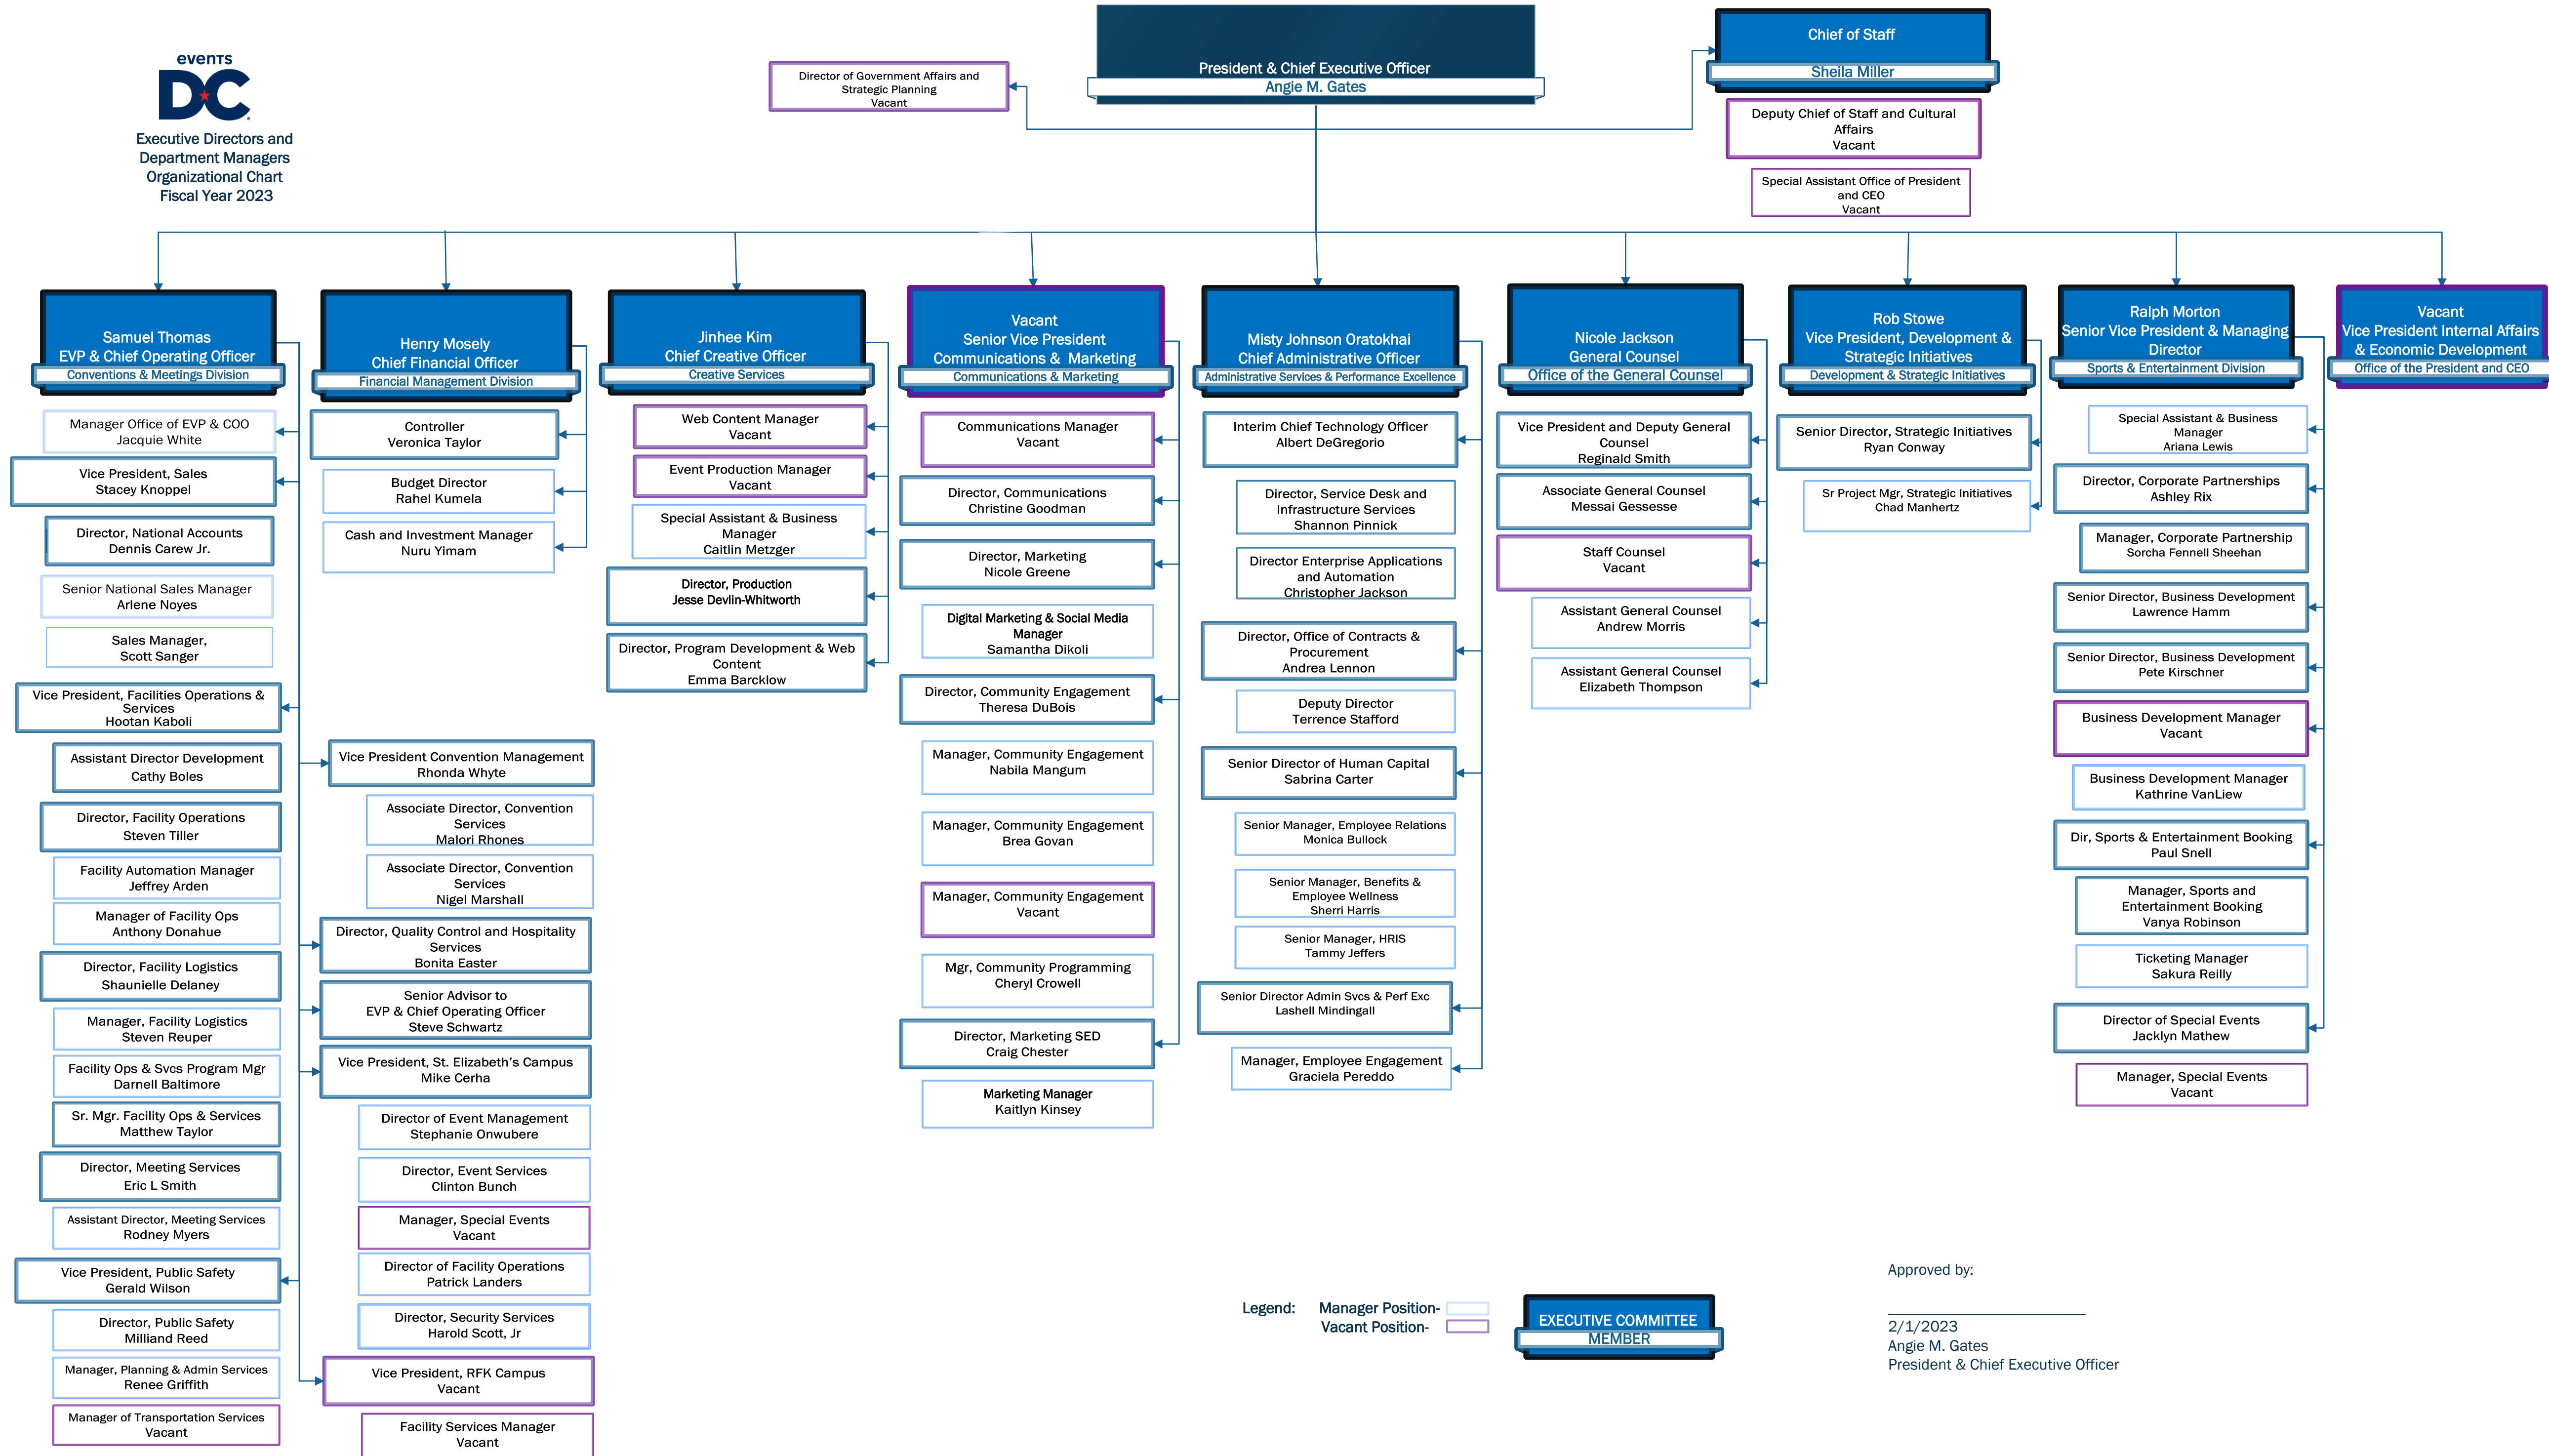 events
DC
Executive Directors and
Department Managers
Organizational Chart
Fiscal Year 2023
Director of Government Affairs and
Strategic Planning
Vacant
President & Chief Executive Officer
Angie M. Gates
Chief of Staff
Sheila Miller
Deputy Chief of Staff and Cultural
Affairs
Vacant
Special Assistant Office of President
and CEO
Vacant
Samuel Thomas
EVP & Chief Operating Officer
Conventions & Meetings Division
Manager Office of EVP & COO
Jacquie White
Vice President, Sales
Stacey Knoppel
Director, National Accounts
Dennis Carew Jr.
Senior National Sales Manager
Arlene Noyes
Sales Manager,
Scott Sanger
Vice President, Facilities Operations &
Services
Hootan Kaboli
Assistant Director Development
Cathy Boles
Director, Facility Operations
Steven Tiller
Facility Automation Manager
Jeffrey Arden
Manager of Facility Ops
Anthony Donahue
Director, Facility Logistics
Shaunielle Delaney
Manager, Facility Logistics
Steven Reuper
Facility Ops & Svcs Program Mgr
Darnell Baltimore
Sr. Mgr. Facility Ops & Services
Matthew Taylor
Director, Meeting Services
Eric L Smith
Assistant Director, Meeting Services
Rodney Myers
Vice President, Public Safety
Gerald Wilson
Director, Public Safety
Milliand Reed
Manager, Planning & Admin Services
Renee Griffith
Manager of Transportation Services
Vacant
Vice President Convention Management
Rhonda Whyte
Associate Director, Convention
Services
Malori Rhones
Associate Director, Convention
Services
Nigel Marshall
Director, Quality Control and Hospitality
Services
Bonita Easter
Senior Advisor to
EVP & Chief Operating Officer
Steve Schwartz
Vice President, St. Elizabeth's Campus
Mike Cerha
Director of Event Management
Stephanie Onwubere
Director, Event Services
Clinton Bunch
Manager, Special Events
Vacant
Director of Facility Operations
Patrick Landers
Director, Security Services
Harold Scott, Jr
Vice President, RFK Campus
Vacant
Facility Services Manager
Vacant
Henry Mosely
Chief Financial Officer
Financial Management Division
Controller
Veronica Taylor
Budget Director
Rahel Kumela
Cash and Investment Manager
Nuru Yimam
Jinhee Kim
Chief Creative Officer
Creative Services
Web Content Manager
Vacant
Event Production Manager
Vacant
Special Assistant & Business
Manager
Caitlin Metzger
Director, Production
Jesse Devlin-Whitworth
Director, Program Development & Web
Content
Emma Barcklow
Vacant
Senior Vice President
Communications & Marketing
Communications & Marketing
Communications Manager
Vacant
Director, Communications
Christine Goodman
Director, Marketing
Nicole Greene
Digital Marketing & Social Media
Manager
Samantha Dikoli
Director, Community Engagement
Theresa DuBois
Manager, Community Engagement
Nabila Mangum
Manager, Community Engagement
Brea Govan
Manager, Community Engagement
Vacant
Mgr, Community Programming
Cheryl Crowell
Director, Marketing SED
Craig Chester
Marketing Manager
Kaitlyn Kinsey
Misty Johnson Oratokhai
Chief Administrative Officer
Administrative Services & Performance Excellence
Interim Chief Technology Officer
Albert DeGregorio
Director, Service Desk and
Infrastructure Services
Shannon Pinnick
Director Enterprise Applications
and Automation
Christopher Jackson
Director, Office of Contracts &
Procurement
Andrea Lennon
Deputy Director
Terrence Stafford
Senior Director of Human Capital
Sabrina Carter
Senior Manager, Employee Relations
Monica Bullock
Senior Manager, Benefits &
Employee Wellness
Sherri Harris
Senior Manager, HRIS
Tammy Jeffers
Senior Director Admin Svcs & Perf Exc
Lashell Mindingall
Manager, Employee Engagement
Graciela Pereddo
Nicole Jackson
General Counsel
Office of the General Counsel
Vice President and Deputy General
Counsel
Reginald Smith
Associate General Counsel
Messai Gessesse
Staff Counsel
Vacant
Assistant General Counsel
Andrew Morris
Assistant General Counsel
Elizabeth Thompson
Rob Stowe
Vice President, Development &
Strategic Initiatives
Development & Strategic Initiatives
Senior Director, Strategic Initiatives
Ryan Conway
Sr Project Mgr, Strategic Initiatives
Chad Manhertz
Ralph Morton
Senior Vice President & Managing
Director
Sports & Entertainment Division
Special Assistant & Business
Manager
Ariana Lewis
Director, Corporate Partnerships
Ashley Rix
Manager, Corporate Partnership
Sorcha Fennell Sheehan
Senior Director, Business Development
Lawrence Hamm
Senior Director, Business Development
Pete Kirschner
Business Development Manager
Vacant
Business Development Manager
Kathrine VanLiew
Dir, Sports & Entertainment Booking
Paul Snell
Manager, Sports and
Entertainment Booking
Vanya Robinson
Ticketing Manager
Sakura Reilly
Director of Special Events
Jacklyn Mathew
Manager, Special Events
Vacant
Vacant
Vice President Internal Affairs
& Economic Development
Office of the President and CEO
Legend: Manager Position-
Vacant Position-
EXECUTIVE COMMITTEE
MEMBER
Approved by:
2/1/2023
Angie M. Gates
President & Chief Executive Officer